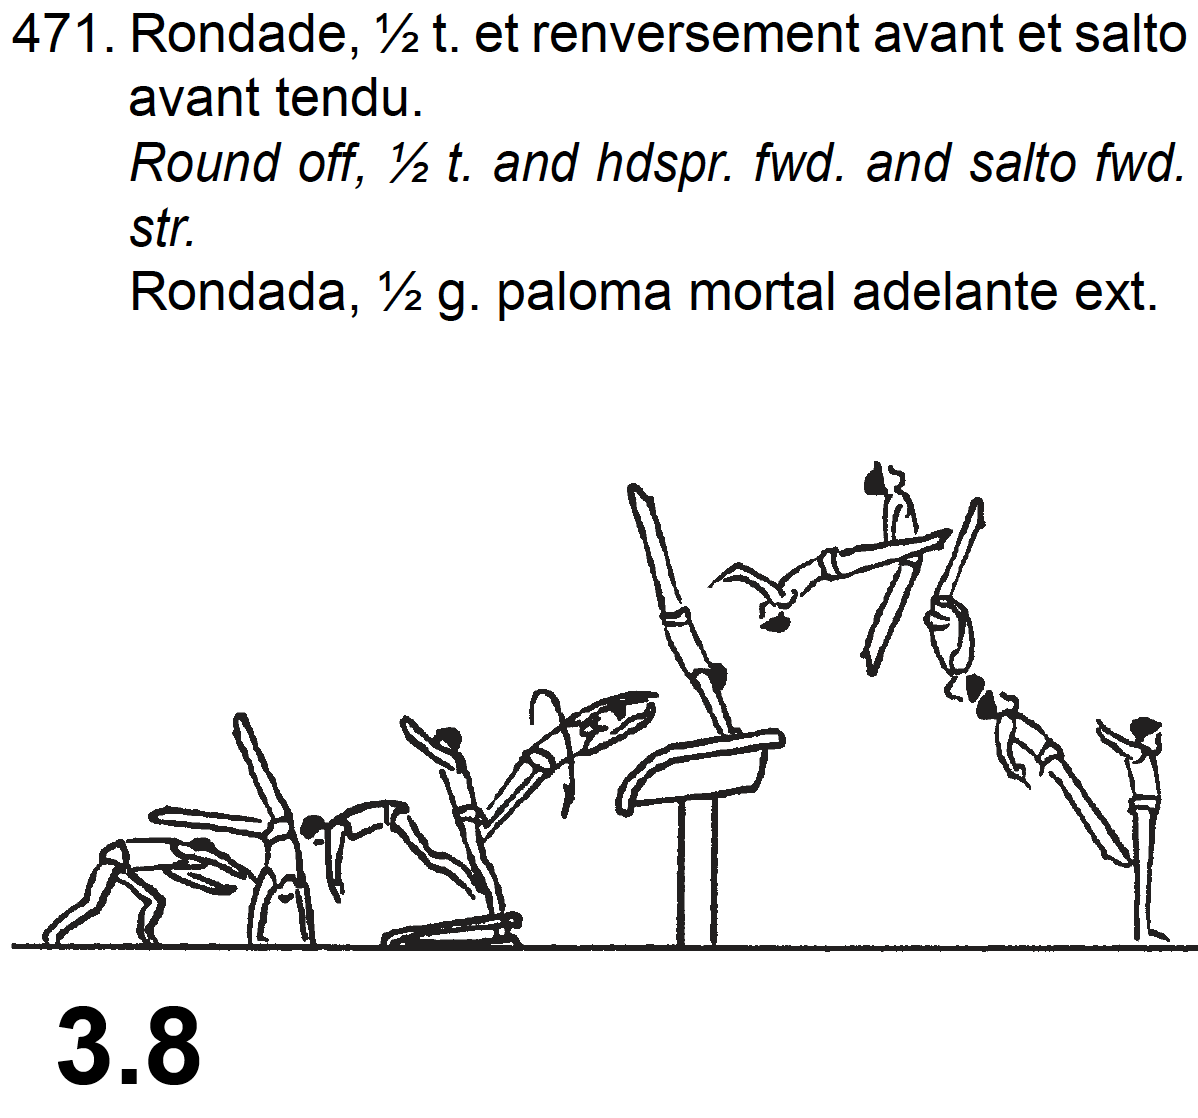 471. Rondade, ½ t. et renversement avant et salto
avant tendu.
Round off, ½ t. and hdspr. fwd. and salto fwd.
str.
Rondada, ½ g. paloma mortal adelante ext.
3.8